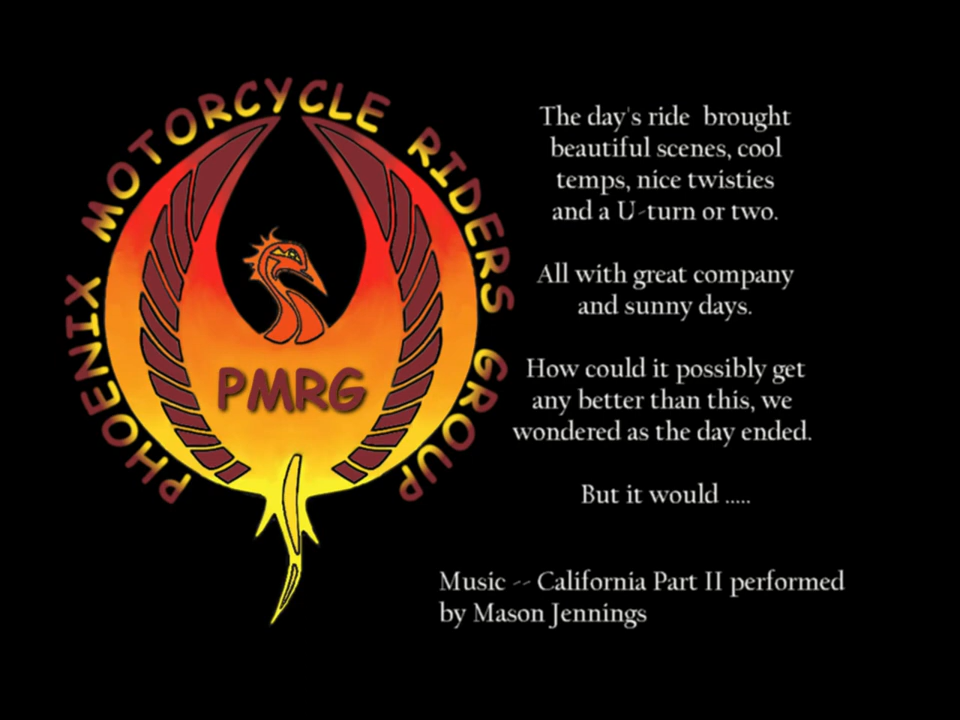 PHOENIX MOTORCYCLE RIDERS GROUP
PMRG
The day's ride  brought
beautiful scenes, cool
temps, nice twisties
and a U-turn or two.
All with great company
and sunny days.
How could it possibly get
any better than this, we
wondered as the day ended.
But it would .....
Music -- California Part II performed
by Mason Jennings